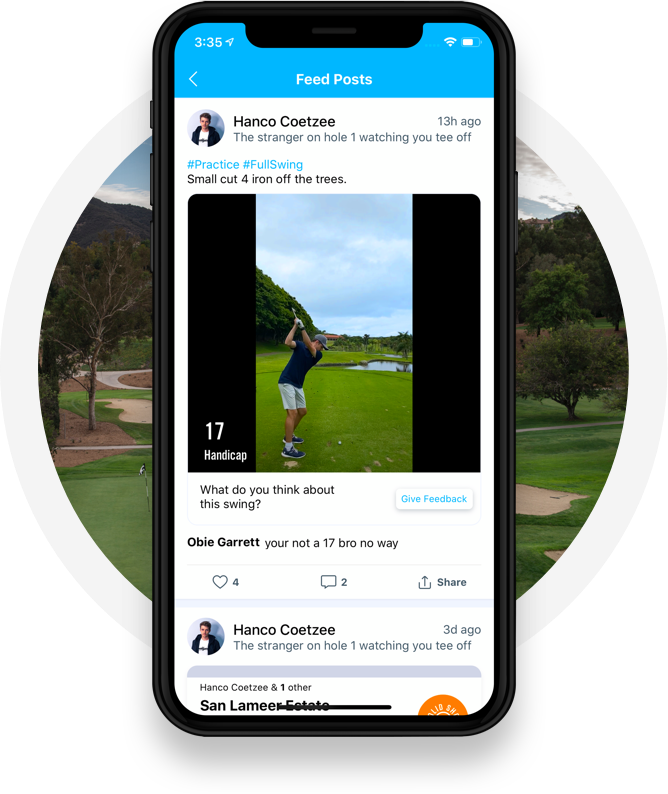 3:35
Feed Posts
Hanco Coetzee
13h ago
The stranger on hole 1 watching you tee off
#Practice #FullSwing
Small cut 4 iron off the trees.
17
Handicap
What do you think about
this swing?
Give Feedback
Obie Garrett your not a 17 bro no way
4
2
Share
Hanco Coetzee
3d ago
The stranger on hole 1 watching you tee off
Hanco Coetzee & 1 other
San Lameer Estate